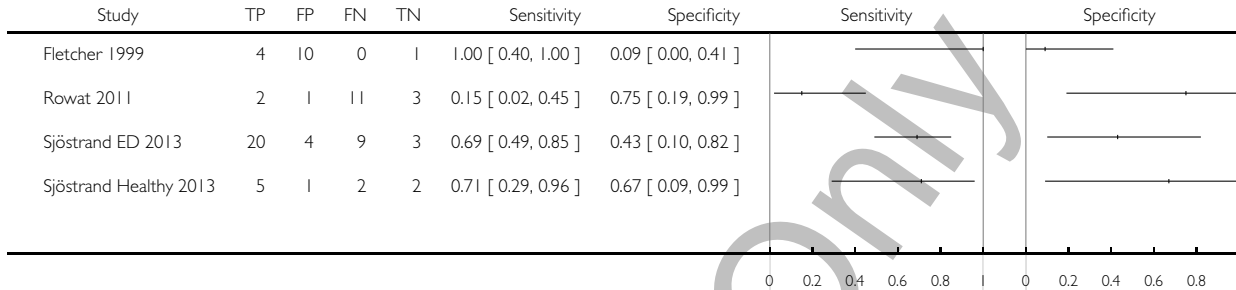 Study TP FP FN TN Sensitivity Specificity Sensitivity Specificity
Fletcher 1999 4 10 0 1 1.00 [ 0.40, 1.00 ] 0.09 [ 0.00, 0.41 ]
Rowat 2011 2 1 11 3 0.15 [ 0.02, 0.45 ] 0.75 [ 0.19, 0.99 ]
Sjöstrand ED 2013 20 4 9 3 0.69 [ 0.49, 0.85 ] 0.43 [ 0.10, 0.82 ]
Sjöstrand Healthy 2013 5 1 2 2 0.71 [ 0.29, 0.96 ] 0.67 [ 0.09, 0.99 ]
0 0.2 0.4 0.6 0.8 1 0 0.2 0.4 0.6 0.8
Only